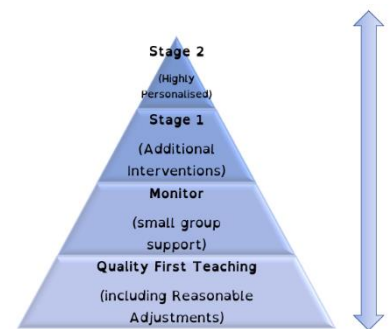 Stage 2
(Highly
Personalised)
Stage 1
(Additional
Interventions)
Monitor
(small group
support)
Quality First Teaching
(including Reasonable
Adjustments)